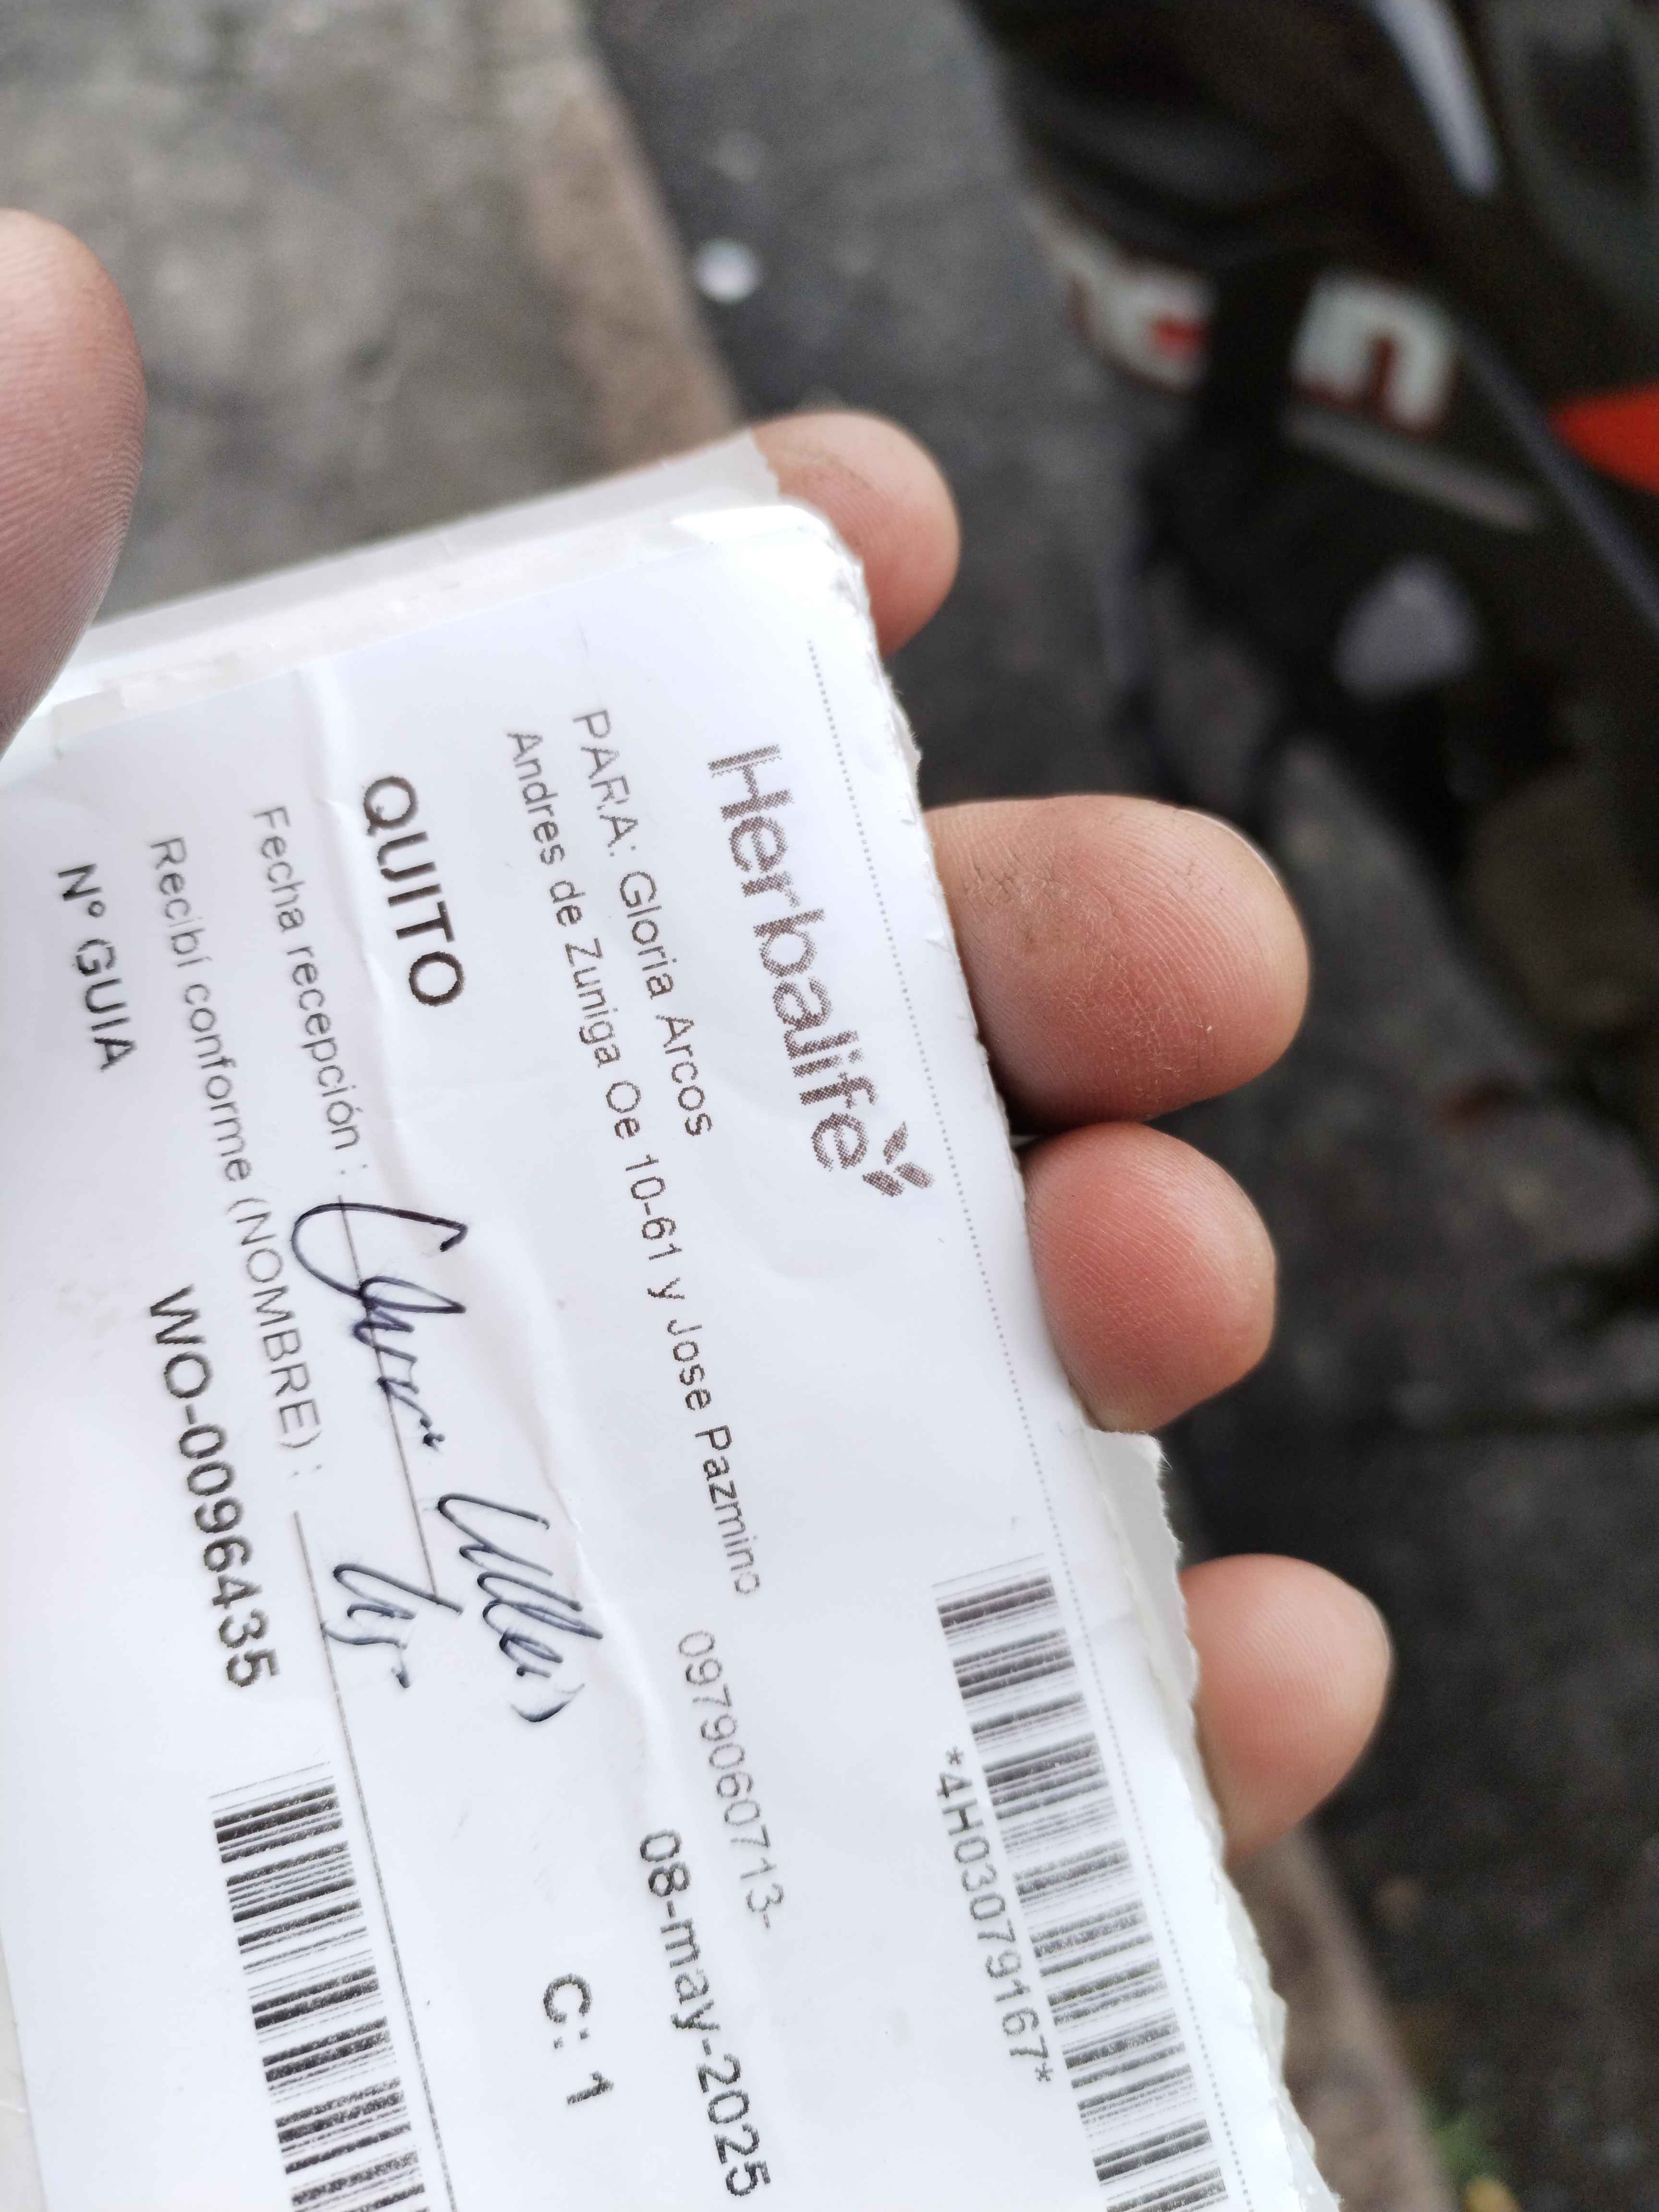 Herbalife
*4H03079167*
PARA: Gloria Arcos
Andres de Zuniga Oe 10-61 y Jose Pazmino 0979060713-
08-may-2025
QUITO
C: 1
Fecha recepción :
Recibí conforme (NOMBRE) :
N° GUIA WO-0096435